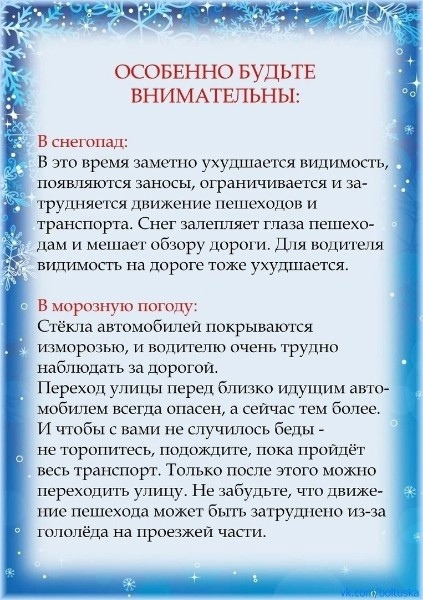 ОСОБЕННО БУДЬТЕ
ВНИМАТЕЛЬНЫ:
В снегопад:
В это время заметно ухудшается видимость,
появляются заносы, ограничивается и за-
трудняется движение пешеходов и
транспорта. Снег залепляет глаза пешехо-
дам и мешает обзору дороги. Для водителя
видимость на дороге тоже ухудшается.
В морозную погоду:
Стёкла автомобилей покрываются
изморозью, и водителю очень трудно
наблюдать за дорогой.
Переход улицы перед близко идущим авто-
мобилем всегда опасен, а сейчас тем более.
И чтобы с вами не случилось беды -
не торопитесь, подождите, пока пройдёт
весь транспорт. Только после этого можно
переходить улицу. Не забудьте, что движе-
ние пешехода может быть затруднено из-за
гололёда на проезжей части.
vk.com/boltuska